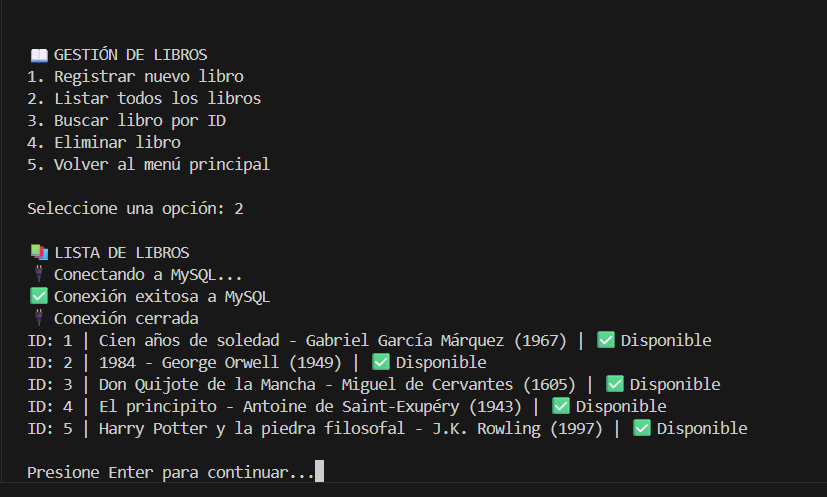 📖 GESTIÓN DE LIBROS
1. Registrar nuevo libro
2. Listar todos los libros
3. Buscar libro por ID
4. Eliminar libro
5. Volver al menú principal
Seleccione una opción: 2
📚 LISTA DE LIBROS
🔌 Conectando a MySQL...
✅ Conexión exitosa a MySQL
🔌 Conexión cerrada
ID: 1 | Cien años de soledad - Gabriel García Márquez (1967) | ✅ Disponible
ID: 2 | 1984 - George Orwell (1949) | ✅ Disponible
ID: 3 | Don Quijote de la Mancha - Miguel de Cervantes (1605) | ✅ Disponible
ID: 4 | El principito - Antoine de Saint-Exupéry (1943) | ✅ Disponible
ID: 5 | Harry Potter y la piedra filosofal - J.K. Rowling (1997) | ✅ Disponible
Presione Enter para continuar...